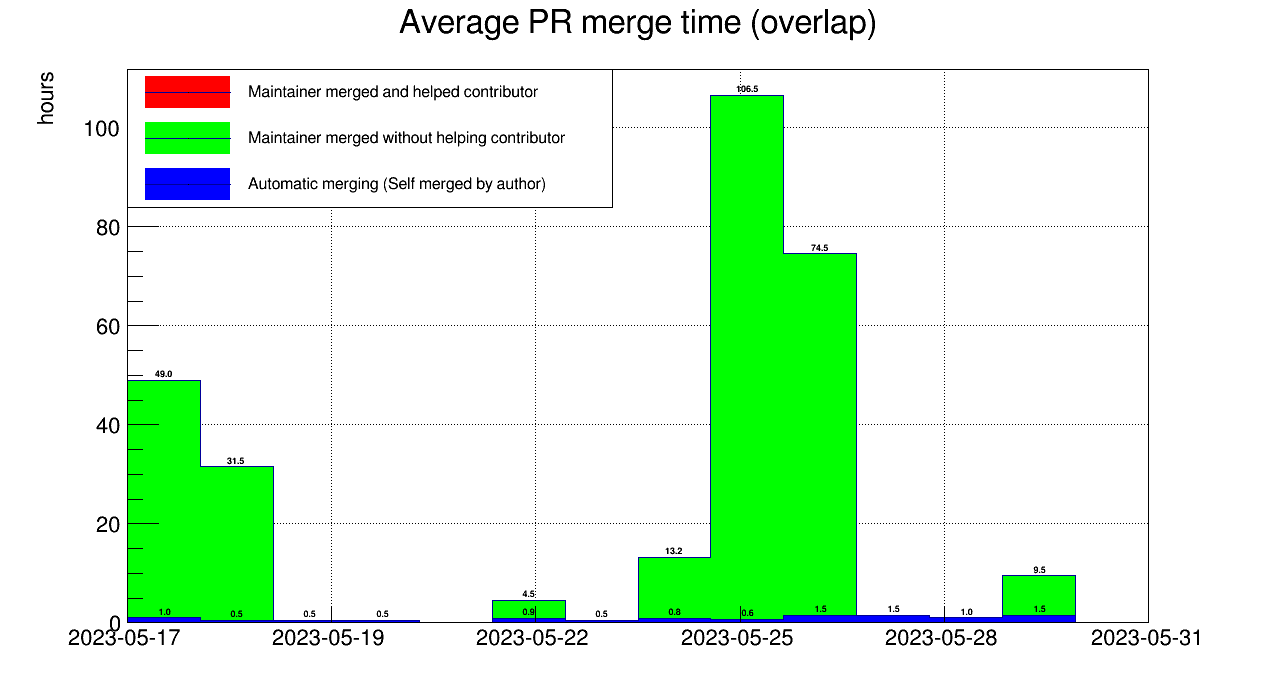 Average PR merge time (overlap)
hours
Maintainer merged and helped contributor
Maintainer merged without helping contributor
Automatic merging (Self merged by author)
100
80
60
40
20
0
106.5
74.5
49.0
31.5
13.2
9.5
4.5
1.0 0.5 0.5 0.5 0.9 0.5 0.8 0.6 1.5 1.5 1.0 1.5
2023-05-17 2023-05-19 2023-05-22 2023-05-25 2023-05-28 2023-05-31